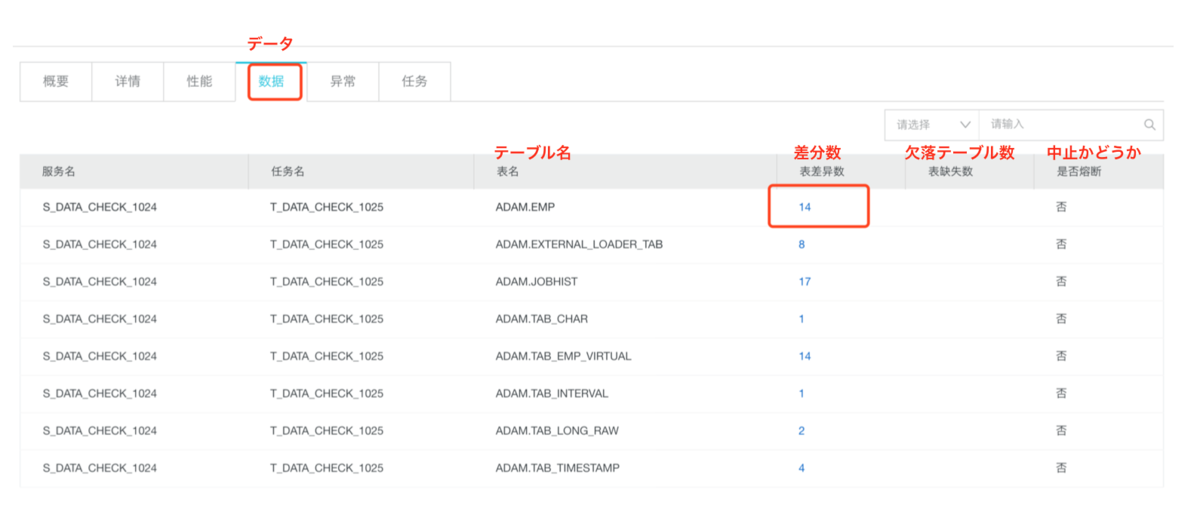 データ
概要 详情 性能 数据 异常 任务
请选择 请输入
テーブル名 差分数 欠落テーブル数 中止かどうか
服务名 任务名 表名 表差异数 表缺失数 是否熔断
S_DATA_CHECK_1024 T_DATA_CHECK_1025 ADAM.EMP 14 否
S_DATA_CHECK_1024 T_DATA_CHECK_1025 ADAM.EXTERNAL_LOADER_TAB 8 否
S_DATA_CHECK_1024 T_DATA_CHECK_1025 ADAM.JOBHIST 17 否
S_DATA_CHECK_1024 T_DATA_CHECK_1025 ADAM.TAB_CHAR 1 否
S_DATA_CHECK_1024 T_DATA_CHECK_1025 ADAM.TAB_EMP_VIRTUAL 14 否
S_DATA_CHECK_1024 T_DATA_CHECK_1025 ADAM.TAB_INTERVAL 1 否
S_DATA_CHECK_1024 T_DATA_CHECK_1025 ADAM.TAB_LONG_RAW 2 否
S_DATA_CHECK_1024 T_DATA_CHECK_1025 ADAM.TAB_TIMESTAMP 4 否